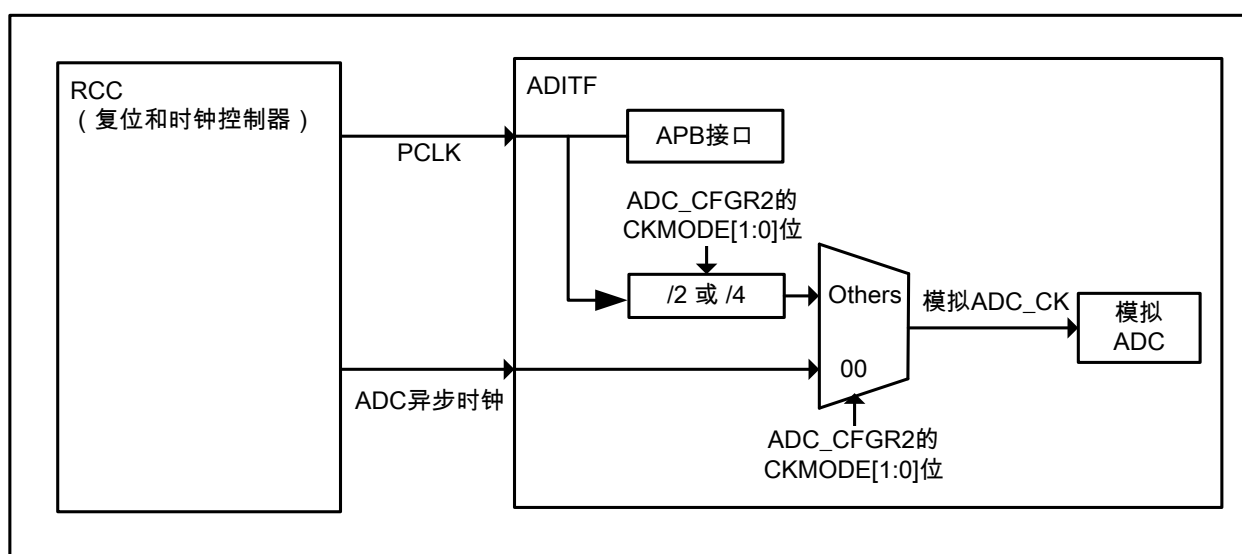 RCC
（复位和时钟控制器）
ADITF
PCLK
APB接口
ADC_CFGR2的
CKMODE[1:0]位
/2 或 /4
Others
模拟ADC_CK
模拟
ADC
00
ADC异步时钟
ADC_CFGR2的
CKMODE[1:0]位